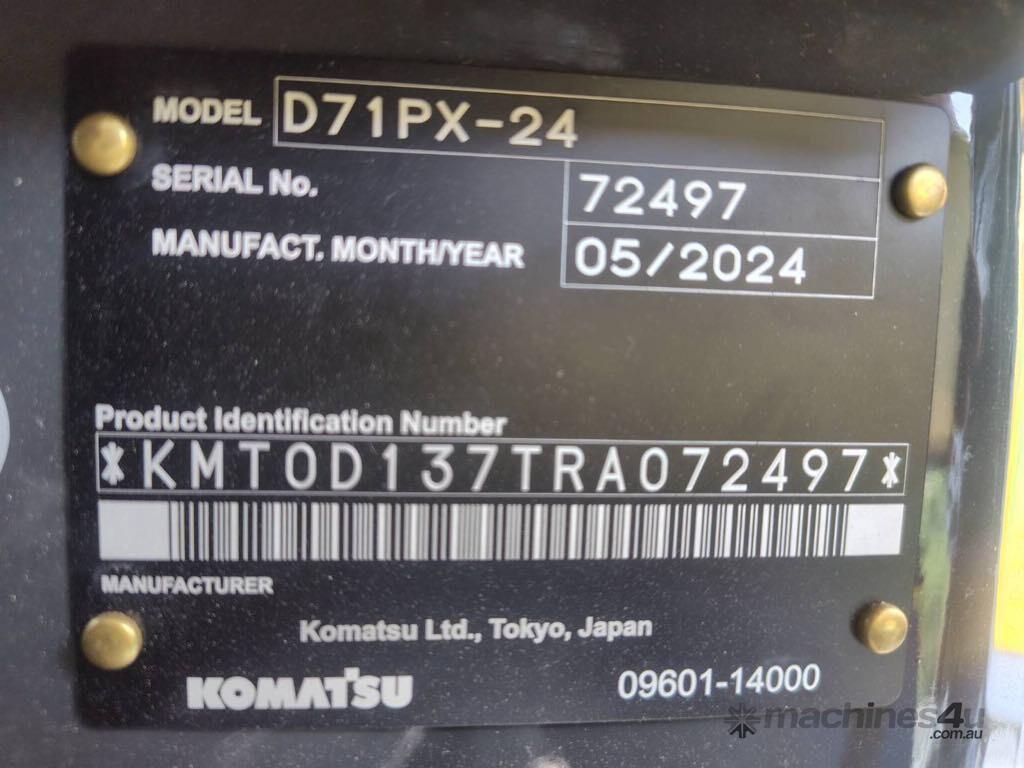 MODEL D71PX-24
SERIAL No. 72497
MANUFACT. MONTH/YEAR 05/2024
Product Identification Number
*KMT0D137TRA072497*
MANUFACTURER
Komatsu Ltd., Tokyo, Japan
KOMATSU 09601-14000
machines4u
.com.au